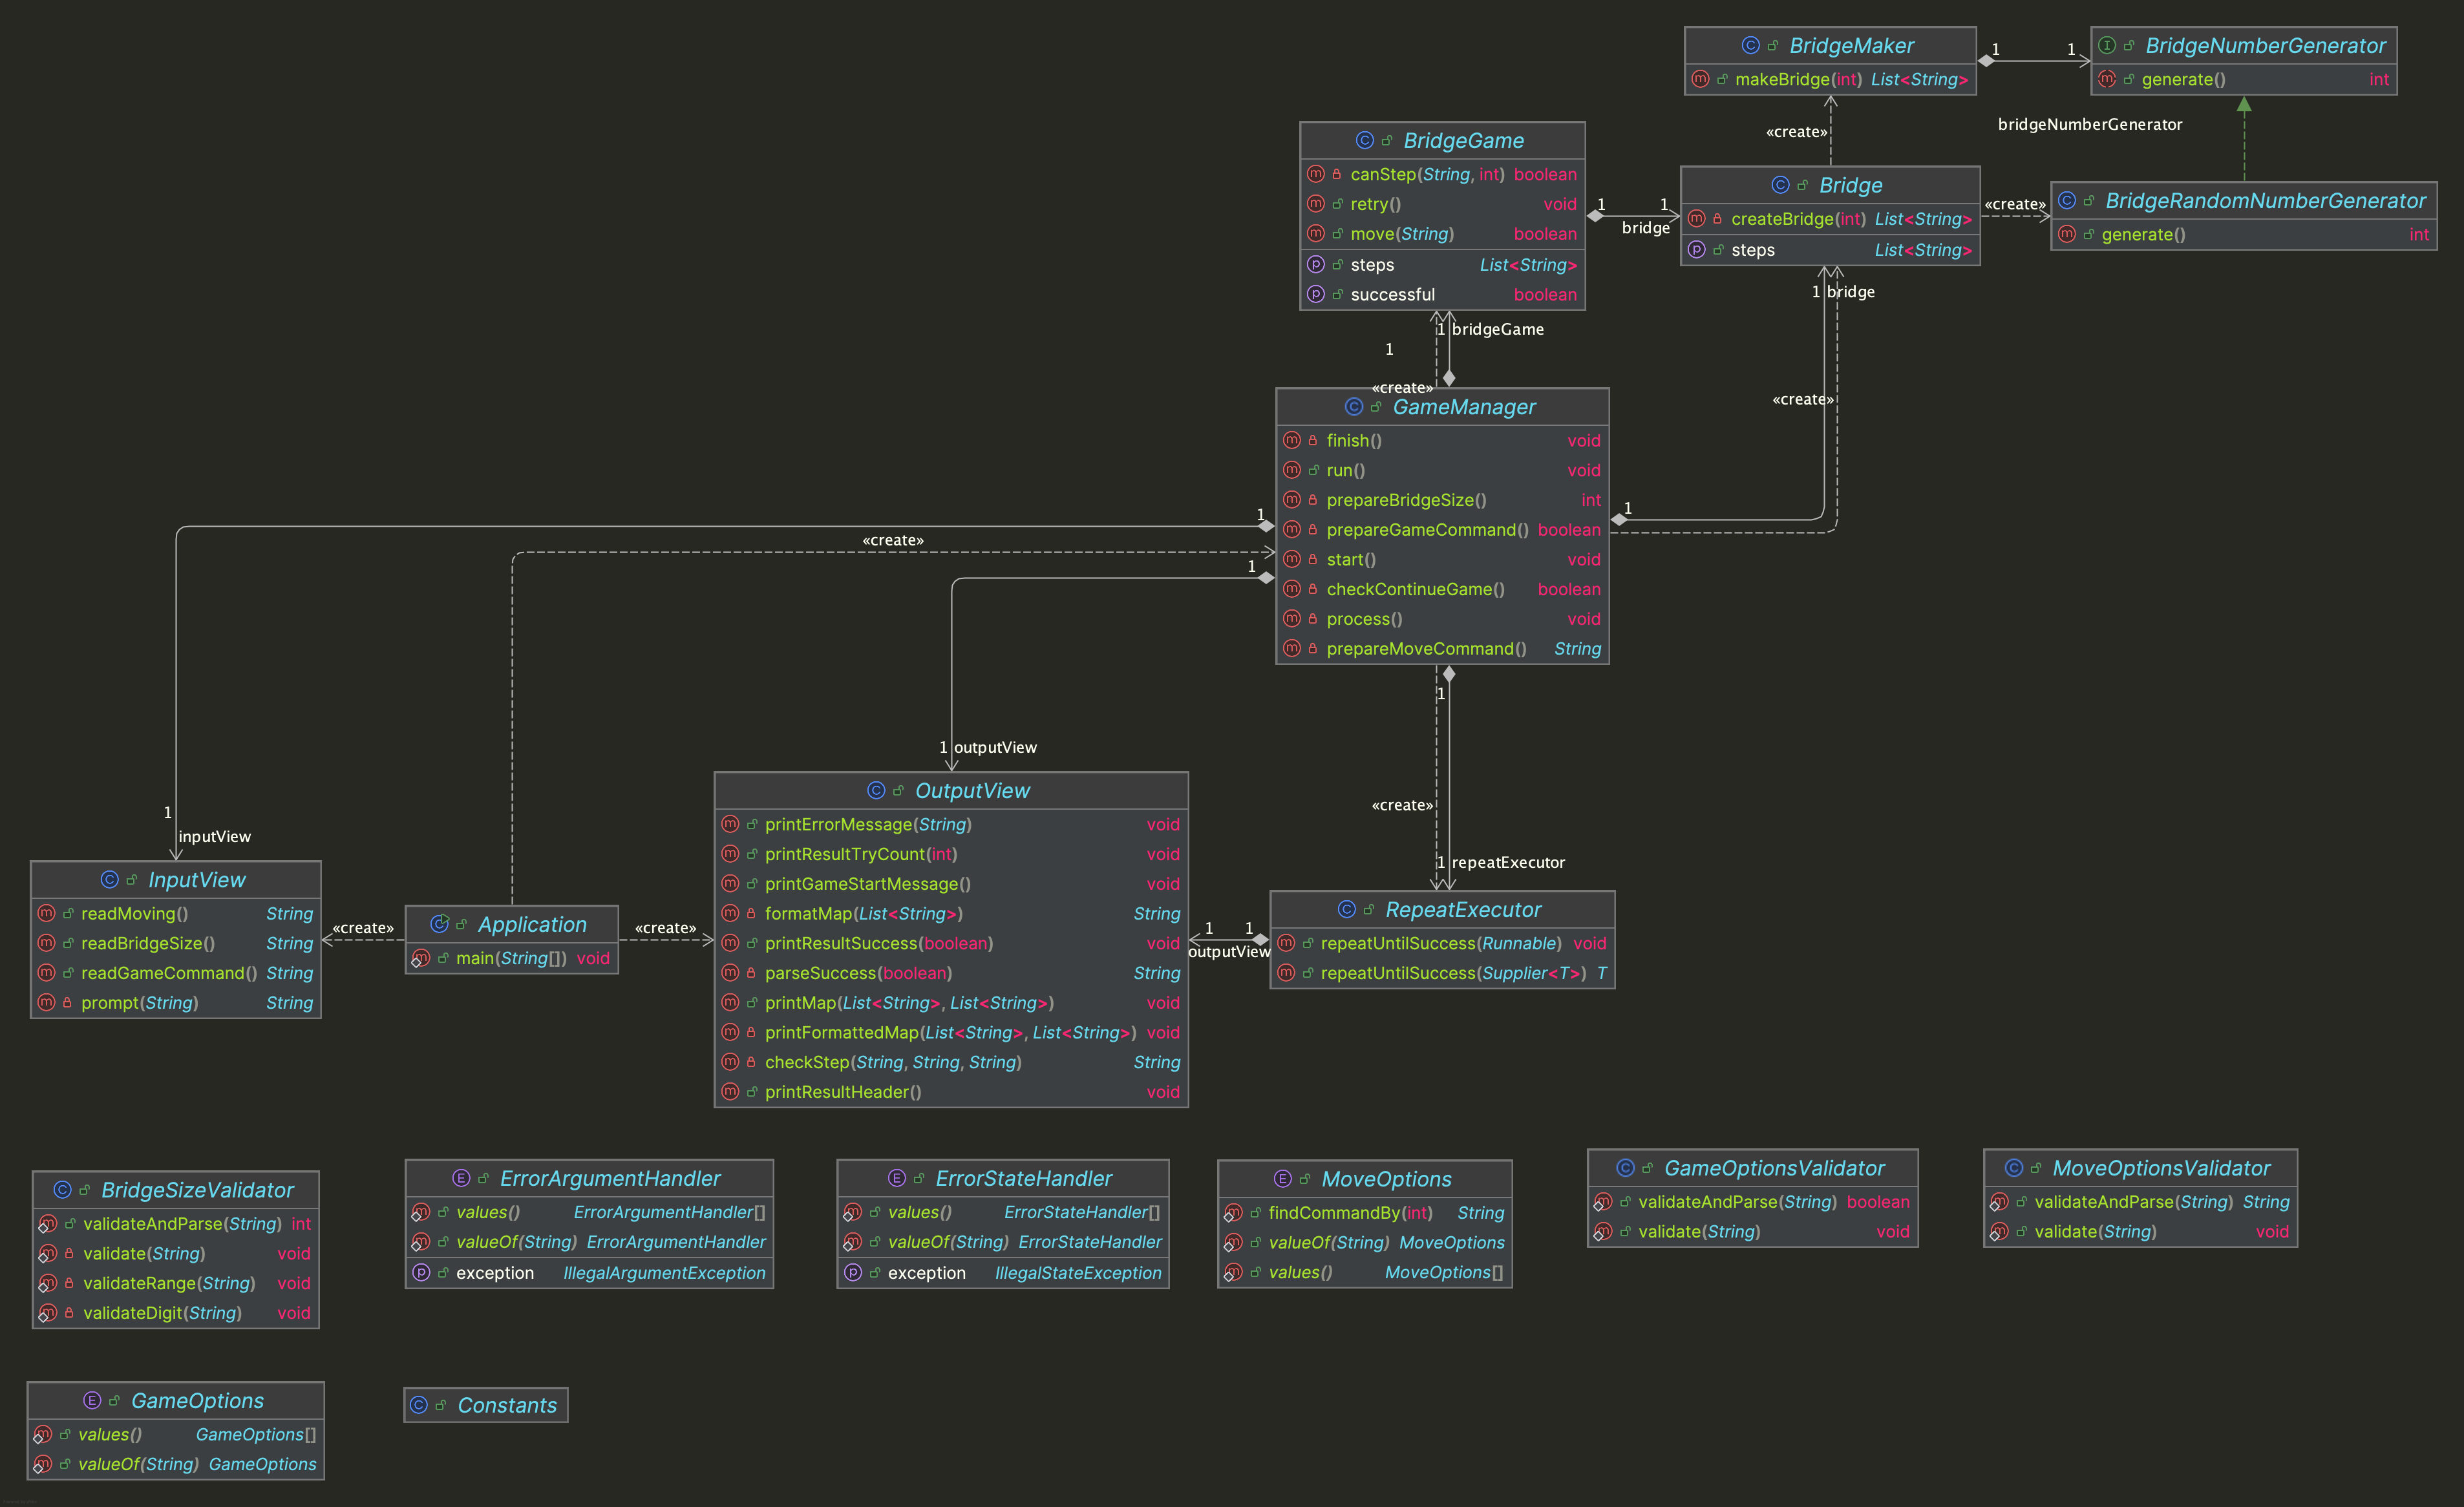 BridgeMaker
makeBridge(int) List<String>
1 1
BridgeNumberGenerator
generate() int
«create»
bridgeNumberGenerator
BridgeGame
canStep(String, int) boolean
retry() void
move(String) boolean
steps List<String>
successful boolean
1 1
bridge
Bridge
createBridge(int) List<String>
steps List<String>
«create»
BridgeRandomNumberGenerator
generate() int
1 bridge
1 bridgeGame
1
«create»
«create»
GameManager
finish() void
run() void
prepareBridgeSize() int
prepareGameCommand() boolean
start() void
checkContinueGame() boolean
process() void
prepareMoveCommand() String
1
1
«create»
1
1
1 outputView
1
inputView
«create»
1 repeatExecutor
OutputView
printErrorMessage(String) void
printResultTryCount(int) void
printGameStartMessage() void
formatMap(List<String>) String
printResultSuccess(boolean) void
parseSuccess(boolean) String
printMap(List<String>, List<String>) void
printFormattedMap(List<String>, List<String>) void
checkStep(String, String, String) String
printResultHeader() void
InputView
readMoving() String
readBridgeSize() String
readGameCommand() String
prompt(String) String
«create»
Application
main(String[]) void
«create»
1 1
outputView
RepeatExecutor
repeatUntilSuccess(Runnable) void
repeatUntilSuccess(Supplier<T>) T
BridgeSizeValidator
validateAndParse(String) int
validate(String) void
validateRange(String) void
validateDigit(String) void
ErrorArgumentHandler
values() ErrorArgumentHandler[]
valueOf(String) ErrorArgumentHandler
exception IllegalArgumentException
ErrorStateHandler
values() ErrorStateHandler[]
valueOf(String) ErrorStateHandler
exception IllegalStateException
MoveOptions
findCommandBy(int) String
valueOf(String) MoveOptions
values() MoveOptions[]
GameOptionsValidator
validateAndParse(String) boolean
validate(String) void
MoveOptionsValidator
validateAndParse(String) String
validate(String) void
GameOptions
values() GameOptions[]
valueOf(String) GameOptions
Constants